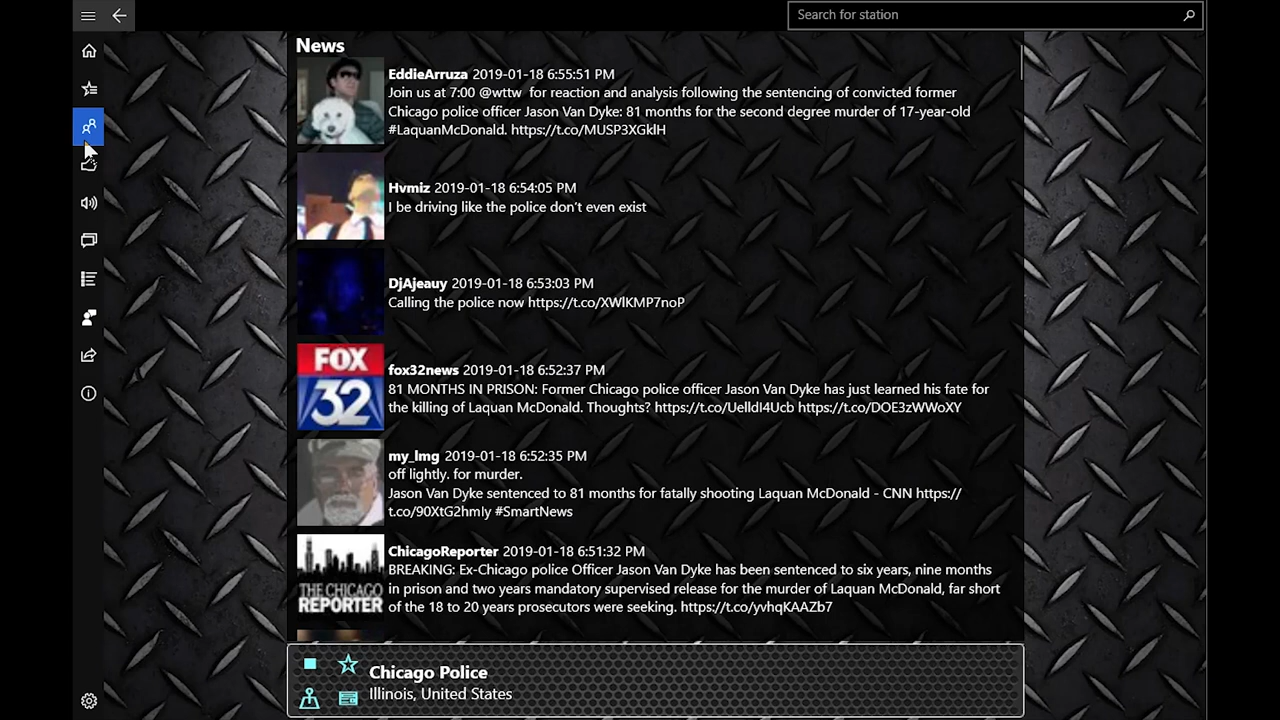 Search for station
News
EddieArruza 2019-01-18 6:55:51 PM
Join us at 7:00 @wttw  for reaction and analysis following the sentencing of convicted former
Chicago police officer Jason Van Dyke: 81 months for the second degree murder of 17-year-old
#LaquanMcDonald. https://t.co/MUSP3XGklH
Hvmiz 2019-01-18 6:54:05 PM
I be driving like the police don’t even exist
DjAjeauy 2019-01-18 6:53:03 PM
Calling the police now https://t.co/XWlKMP7noP
FOX
32
fox32news 2019-01-18 6:52:37 PM
81 MONTHS IN PRISON: Former Chicago police officer Jason Van Dyke has just learned his fate for
the killing of Laquan McDonald. Thoughts? https://t.co/UelldI4Ucb https://t.co/DOE3zWWoXY
my_lmg 2019-01-18 6:52:35 PM
off lightly. for murder.
Jason Van Dyke sentenced to 81 months for fatally shooting Laquan McDonald - CNN https://
t.co/90XtG2hmIy #SmartNews
THE CHICAGO
REPORTER
ChicagoReporter 2019-01-18 6:51:32 PM
BREAKING: Ex-Chicago police Officer Jason Van Dyke has been sentenced to six years, nine months
in prison and two years mandatory supervised release for the murder of Laquan McDonald, far short
of the 18 to 20 years prosecutors were seeking. https://t.co/yvhqKAAZb7
Chicago Police
Illinois, United States